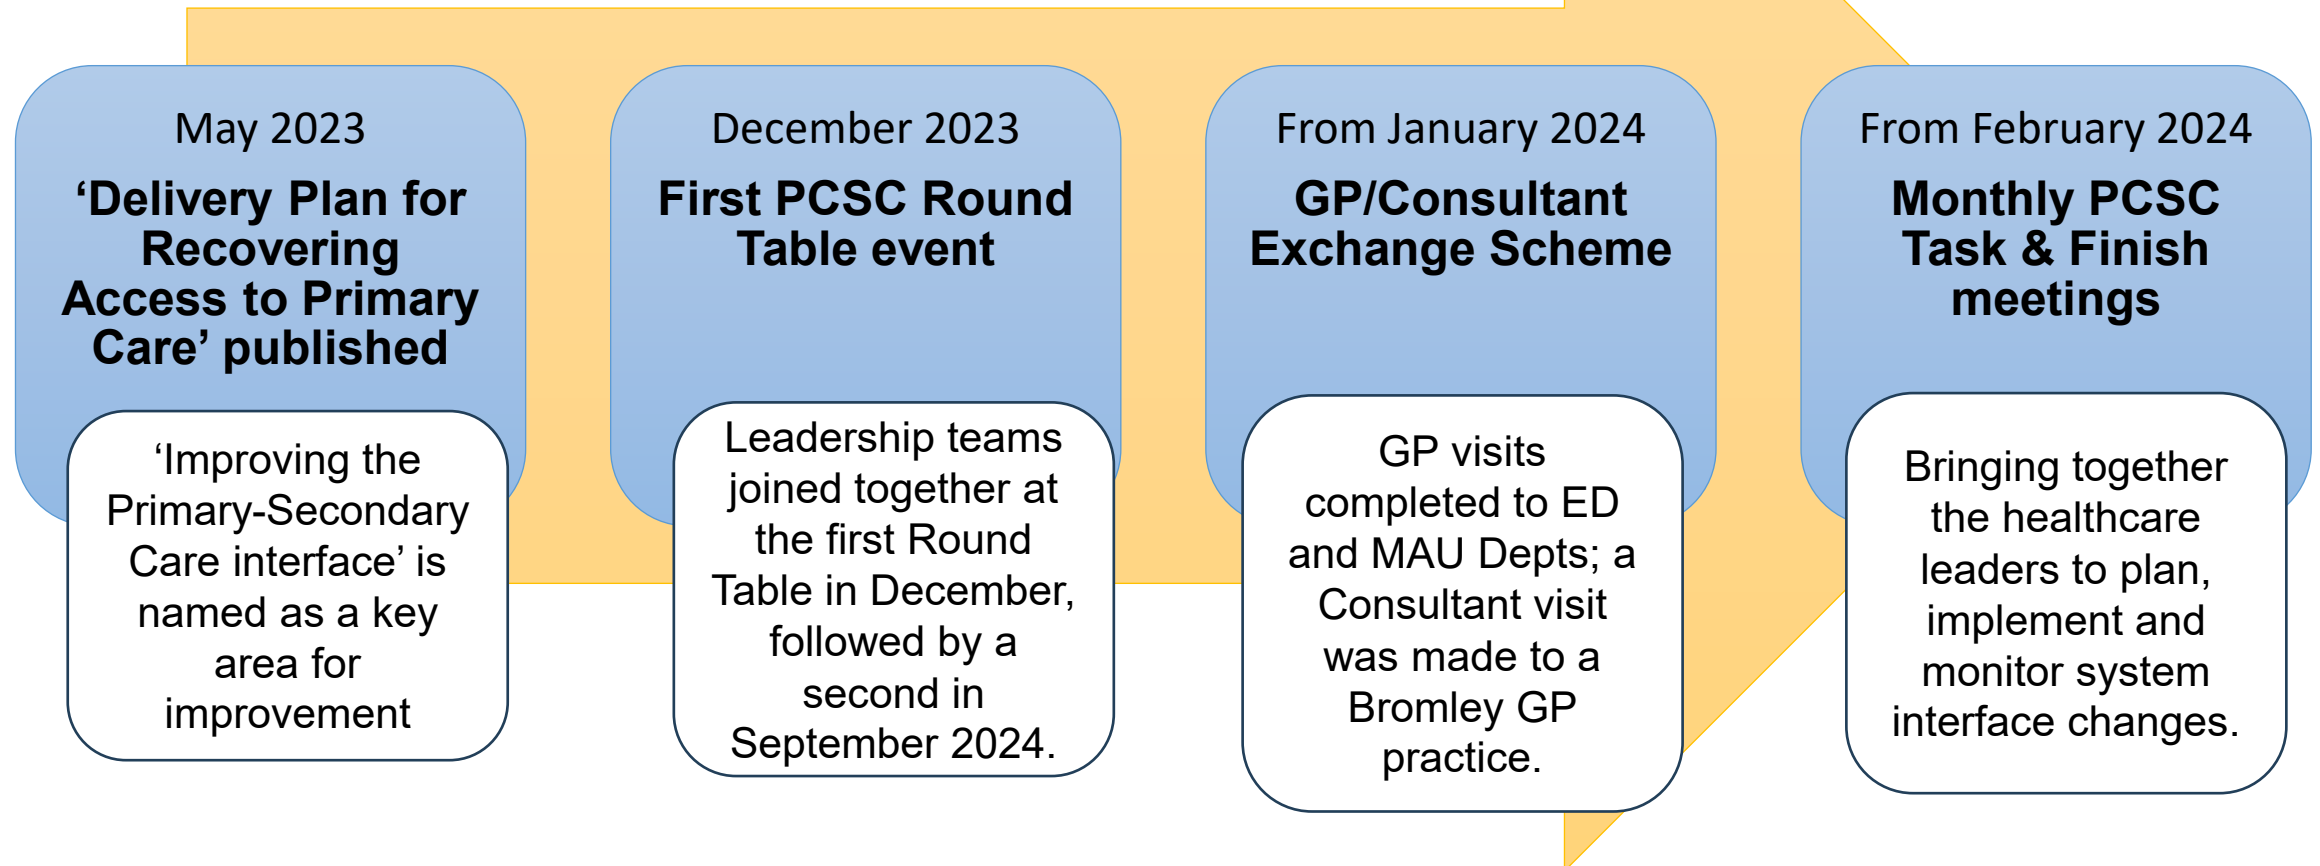 May 2023
‘Delivery Plan for
Recovering
Access to Primary
Care’ published
‘Improving the
Primary-Secondary
Care interface’ is
named as a key
area for
improvement
December 2023
First PCSC Round
Table event
Leadership teams
joined together at
the first Round
Table in December,
followed by a
second in
September 2024.
From January 2024
GP/Consultant
Exchange Scheme
GP visits
completed to ED
and MAU Depts; a
Consultant visit
was made to a
Bromley GP
practice.
From February 2024
Monthly PCSC
Task & Finish
meetings
Bringing together
the healthcare
leaders to plan,
implement and
monitor system
interface changes.